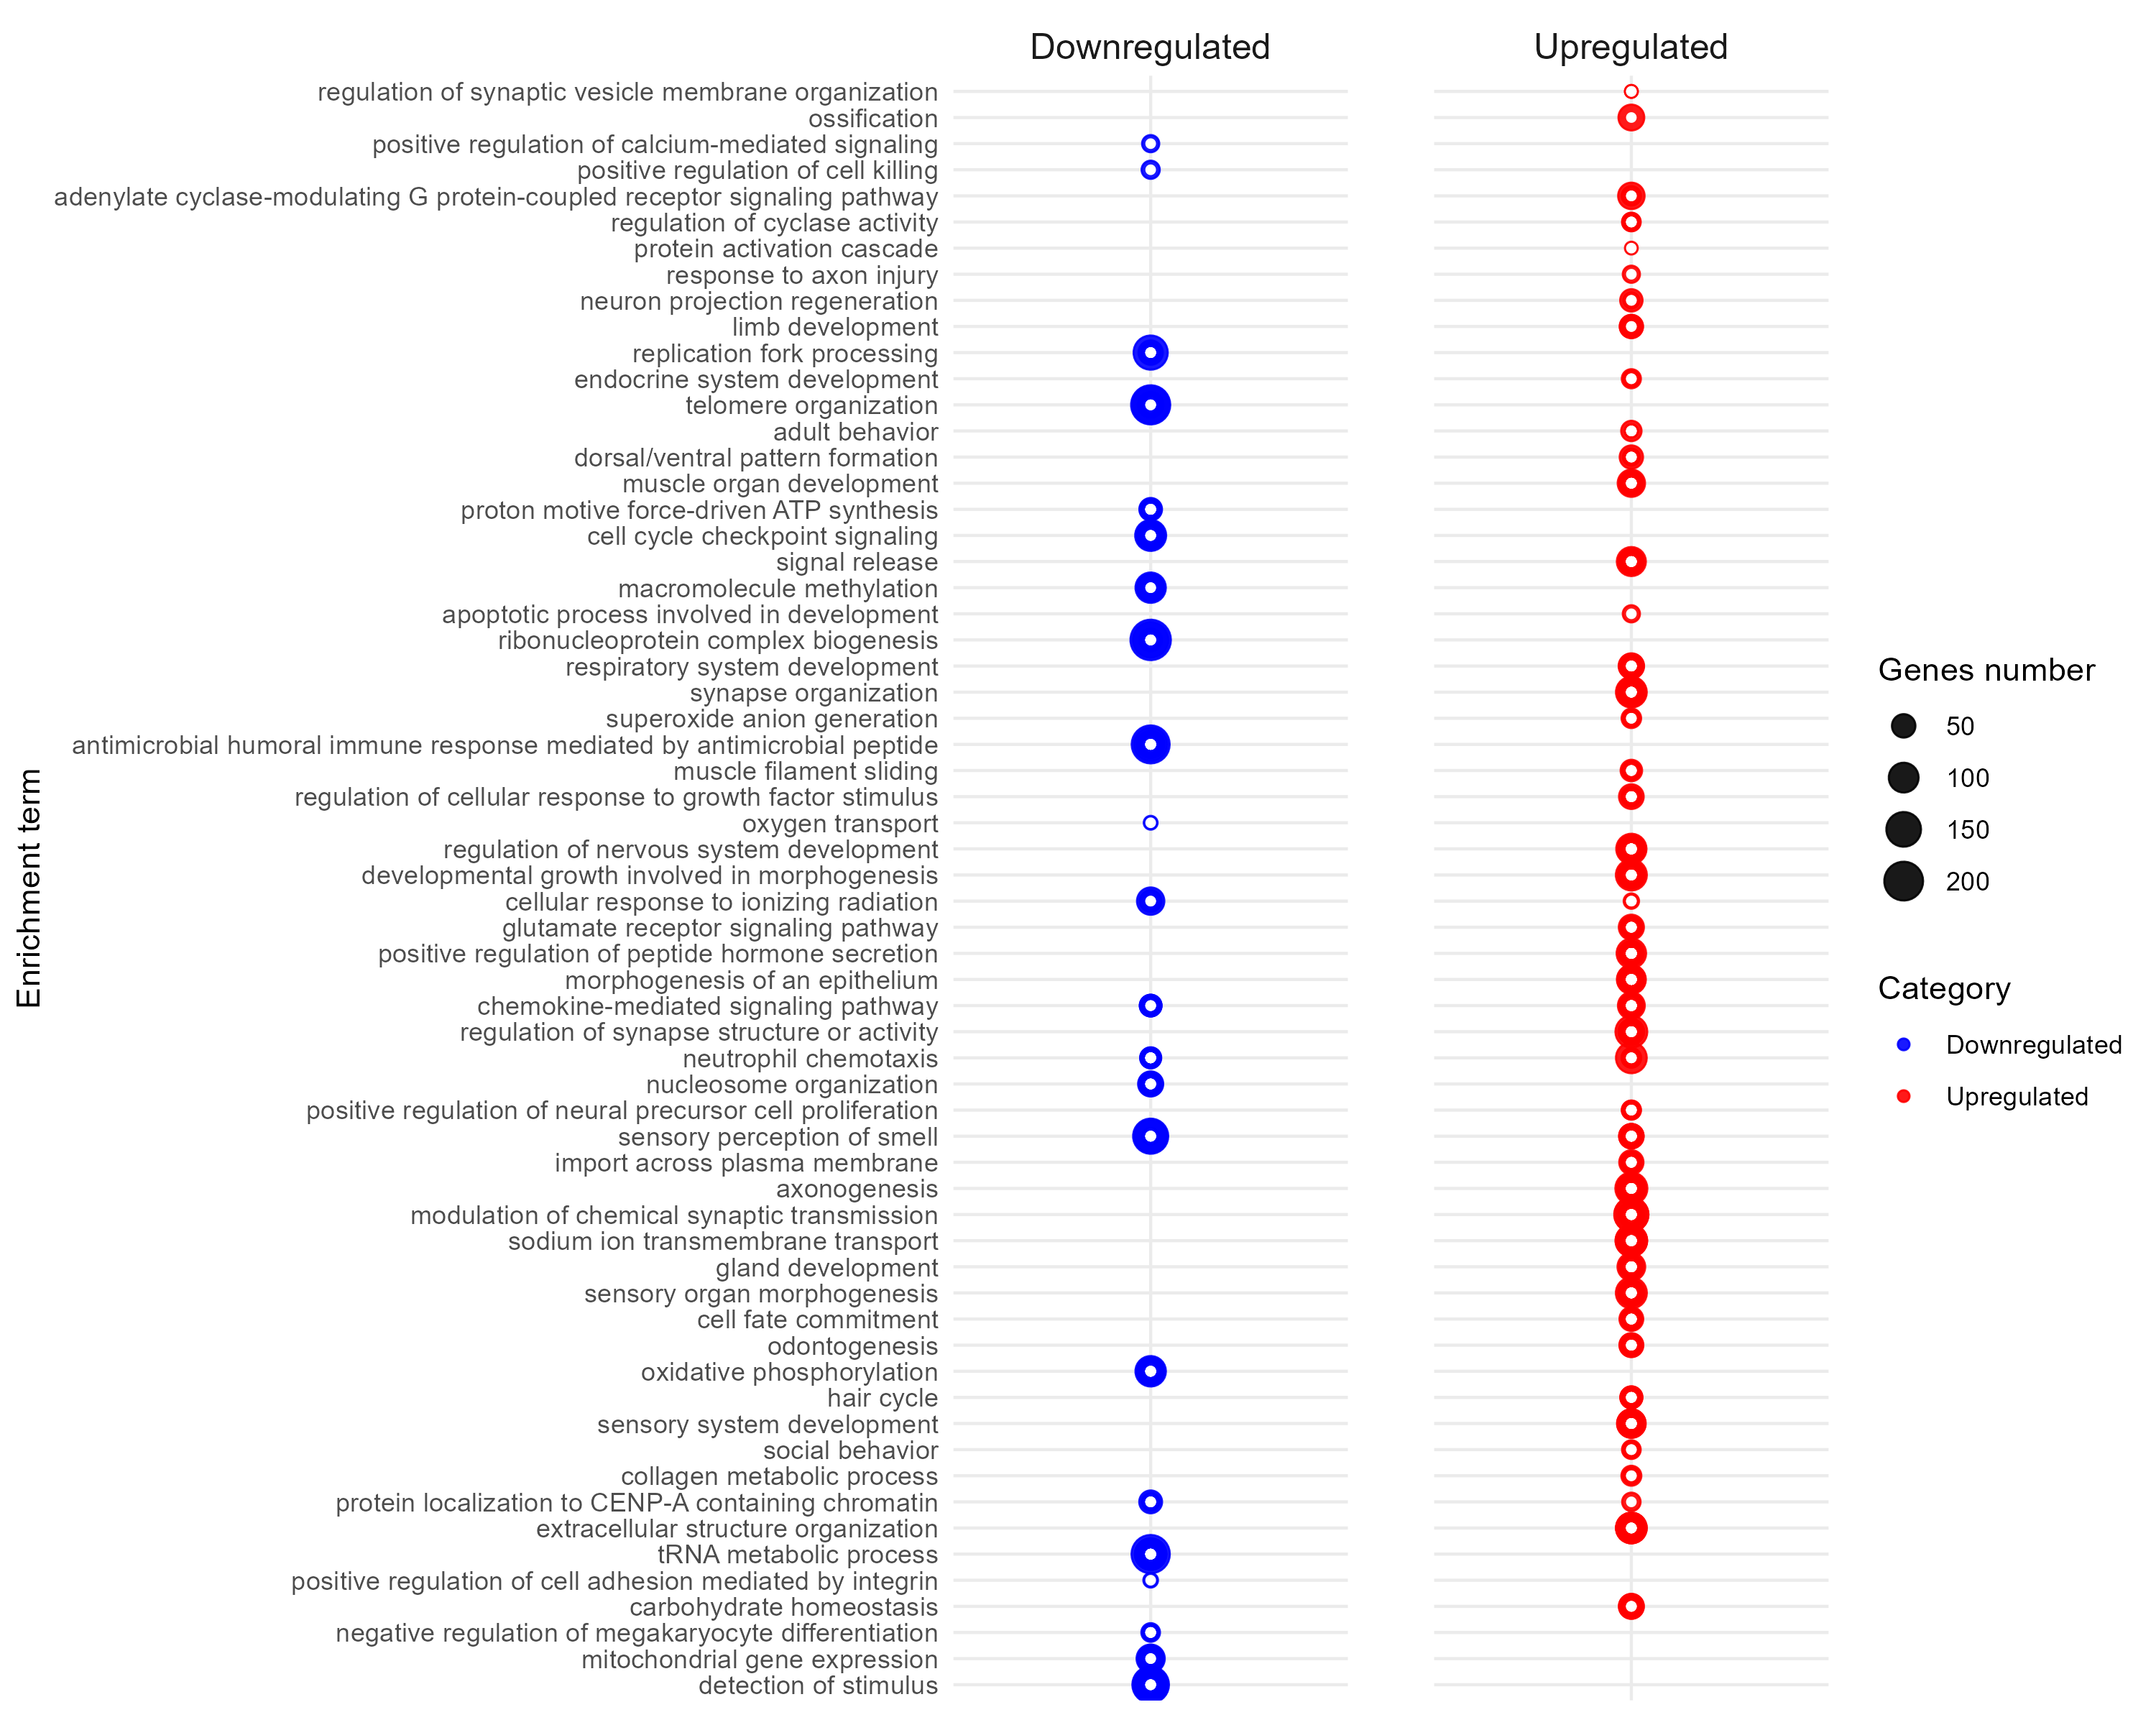 Downregulated
Upregulated
regulation of synaptic vesicle membrane organization
ossification
positive regulation of calcium-mediated signaling
positive regulation of cell killing
adenylate cyclase-modulating G protein-coupled receptor signaling pathway
regulation of cyclase activity
protein activation cascade
response to axon injury
neuron projection regeneration
limb development
replication fork processing
endocrine system development
telomere organization
adult behavior
dorsal/ventral pattern formation
muscle organ development
proton motive force-driven ATP synthesis
cell cycle checkpoint signaling
signal release
macromolecule methylation
apoptotic process involved in development
ribonucleoprotein complex biogenesis
respiratory system development
synapse organization
superoxide anion generation
antimicrobial humoral immune response mediated by antimicrobial peptide
muscle filament sliding
regulation of cellular response to growth factor stimulus
oxygen transport
regulation of nervous system development
developmental growth involved in morphogenesis
cellular response to ionizing radiation
glutamate receptor signaling pathway
positive regulation of peptide hormone secretion
morphogenesis of an epithelium
chemokine-mediated signaling pathway
regulation of synapse structure or activity
neutrophil chemotaxis
nucleosome organization
positive regulation of neural precursor cell proliferation
sensory perception of smell
import across plasma membrane
axonogenesis
modulation of chemical synaptic transmission
sodium ion transmembrane transport
gland development
sensory organ morphogenesis
cell fate commitment
odontogenesis
oxidative phosphorylation
hair cycle
sensory system development
social behavior
collagen metabolic process
protein localization to CENP-A containing chromatin
extracellular structure organization
tRNA metabolic process
positive regulation of cell adhesion mediated by integrin
carbohydrate homeostasis
negative regulation of megakaryocyte differentiation
mitochondrial gene expression
detection of stimulus
Enrichment term
Genes number
50
100
150
200
Category
Downregulated
Upregulated